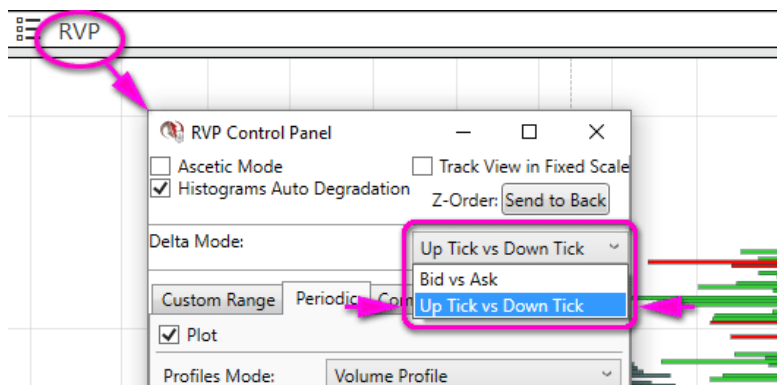 RVP
RVP Control Panel
Ascetic Mode
Track View in Fixed Scale
Histograms Auto Degradation
Z-Order: Send to Back
Delta Mode:
Up Tick vs Down Tick
Bid vs Ask
Up Tick vs Down Tick
Custom Range
Periodic
Com
Plot
Profiles Mode:
Volume Profile